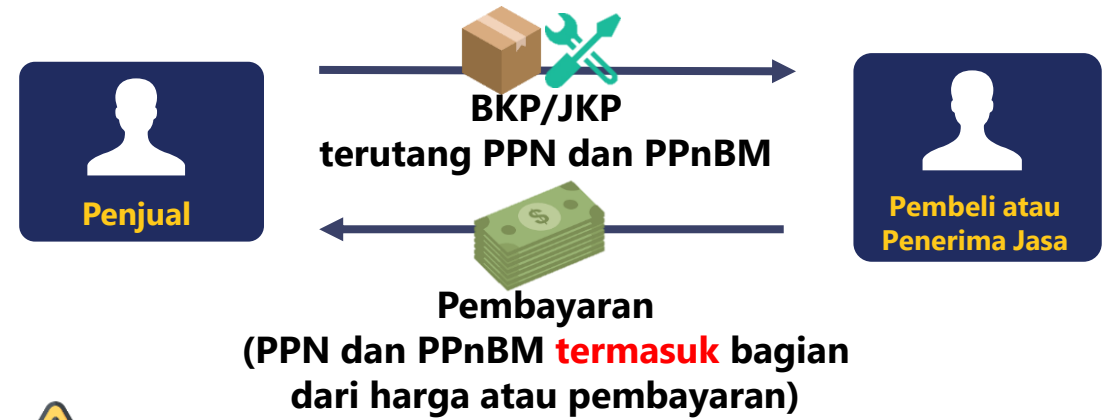 BKP/JKP
terutang PPN dan PPnBM
Penjual
Pembeli atau
Penerima Jasa
Pembayaran
(PPN dan PPnBM termasuk bagian
dari harga atau pembayaran)